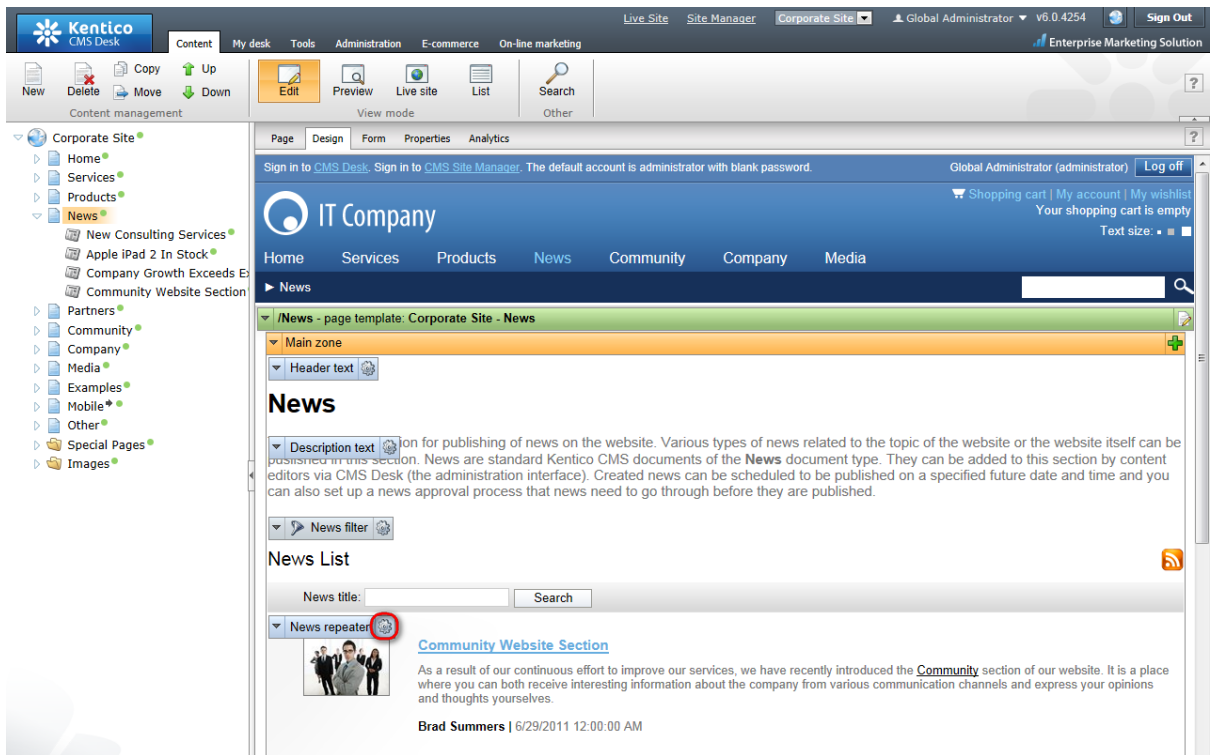 Kentico
CMS Desk
Live Site Site Manager Corporate Site Global Administrator v6.0.4254 Sign Out
Content My desk Tools Administration E-commerce On-line marketing Enterprise Marketing Solution
New Delete Copy Move Up Down
Content management
Edit Preview Live site List
View mode
Search
Other
?
Corporate Site
Home
Services
Products
News
New Consulting Services
Apple iPad 2 In Stock
Company Growth Exceeds Ex
Community Website Section
Partners
Community
Company
Media
Examples
Mobile
Other
Special Pages
Images
Page Design Form Properties Analytics ?
Sign in to CMS Desk. Sign in to CMS Site Manager. The default account is administrator with blank password. Global Administrator (administrator) Log off
Shopping cart | My account | My wishlist
Your shopping cart is empty
Text size:
IT Company
Home Services Products News Community Company Media
► News
/News - page template: Corporate Site - News
Main zone
Header text
News
Description text ion for publishing of news on the website. Various types of news related to the topic of the website or the website itself can be
published in this section. News are standard Kentico CMS documents of the News document type. They can be added to this section by content
editors via CMS Desk (the administration interface). Created news can be scheduled to be published on a specified future date and time and you
can also set up a news approval process that news need to go through before they are published.
News filter
News List
News title: Search
News repeater
Community Website Section
As a result of our continuous effort to improve our services, we have recently introduced the Community section of our website. It is a place
where you can both receive interesting information about the company from various communication channels and express your opinions
and thoughts yourselves.
Brad Summers | 6/29/2011 12:00:00 AM